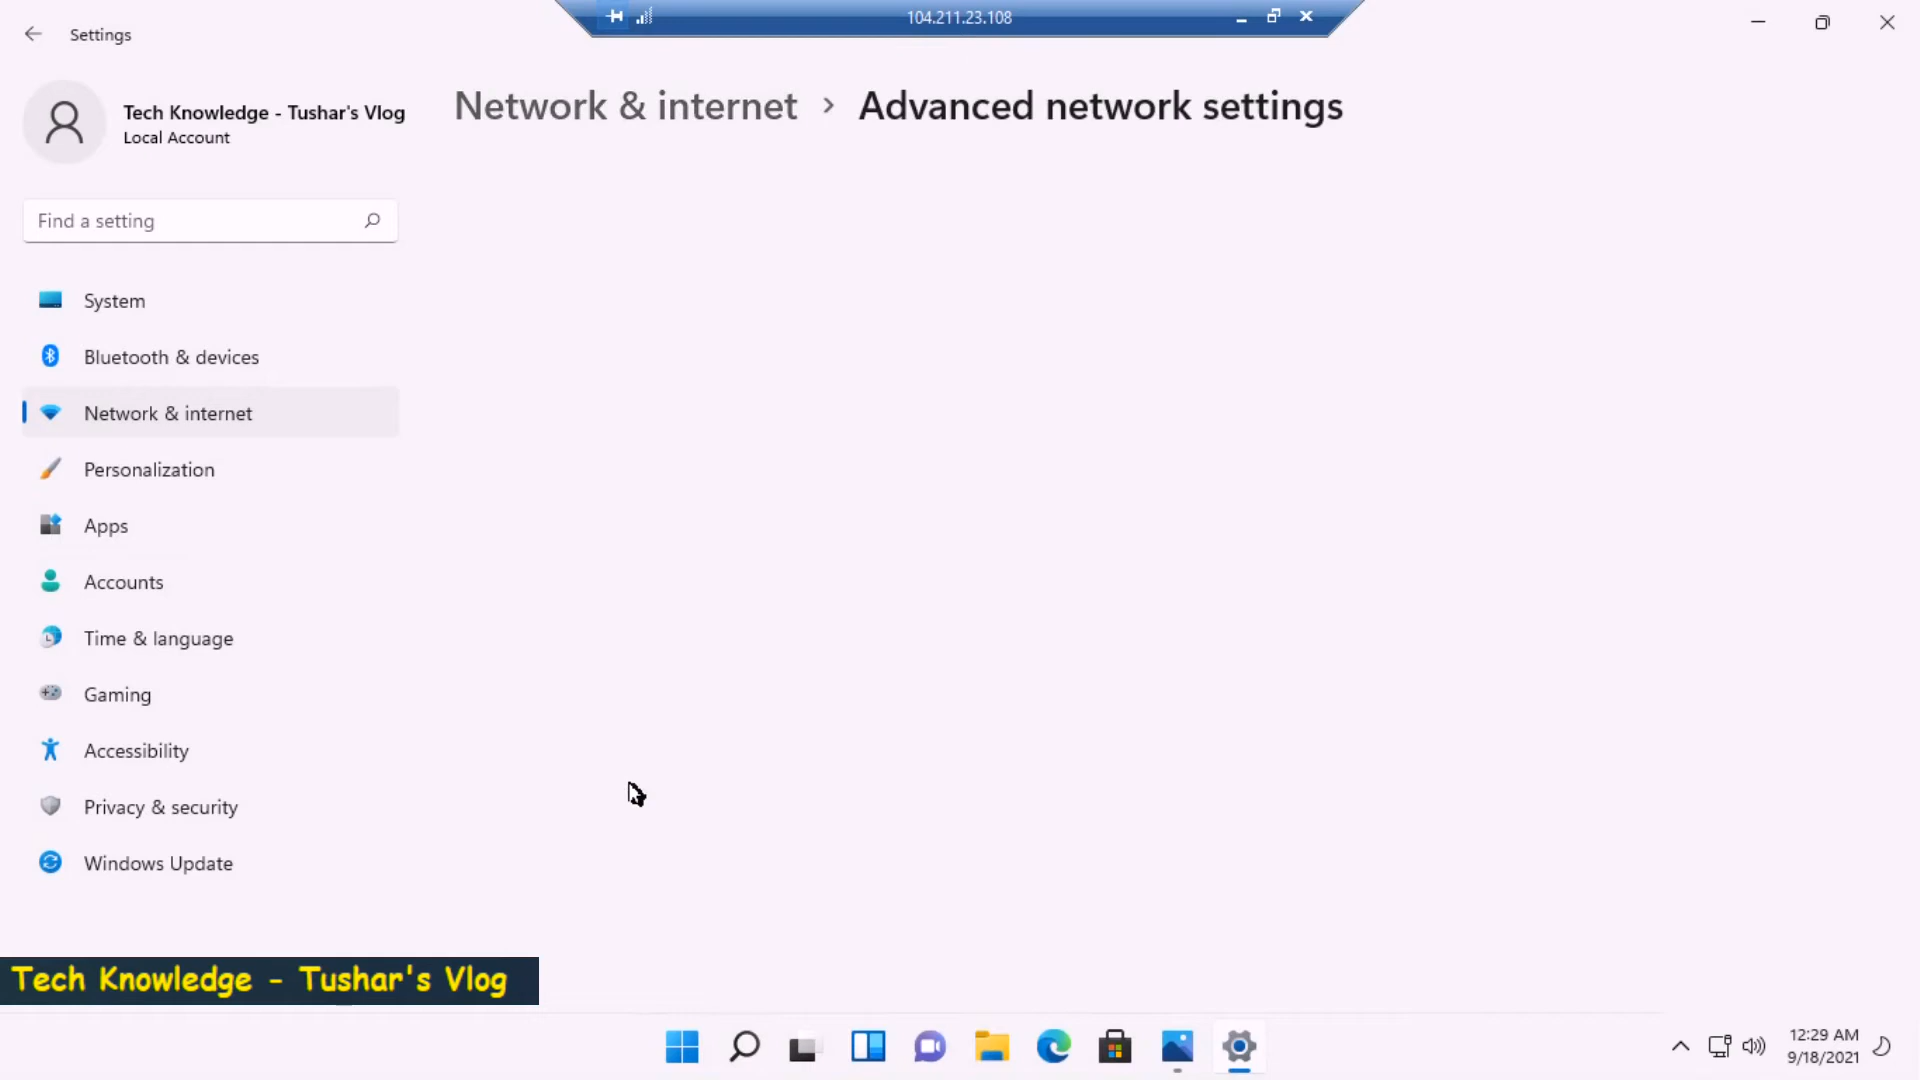 104.211.23.108
Settings
Tech Knowledge - Tushar's Vlog
Local Account
Network & internet > Advanced network settings
Find a setting
System
Bluetooth & devices
Network & internet
Personalization
Apps
Accounts
Time & language
Gaming
Accessibility
Privacy & security
Windows Update
Tech Knowledge - Tushar's Vlog
12:29 AM
9/18/2021